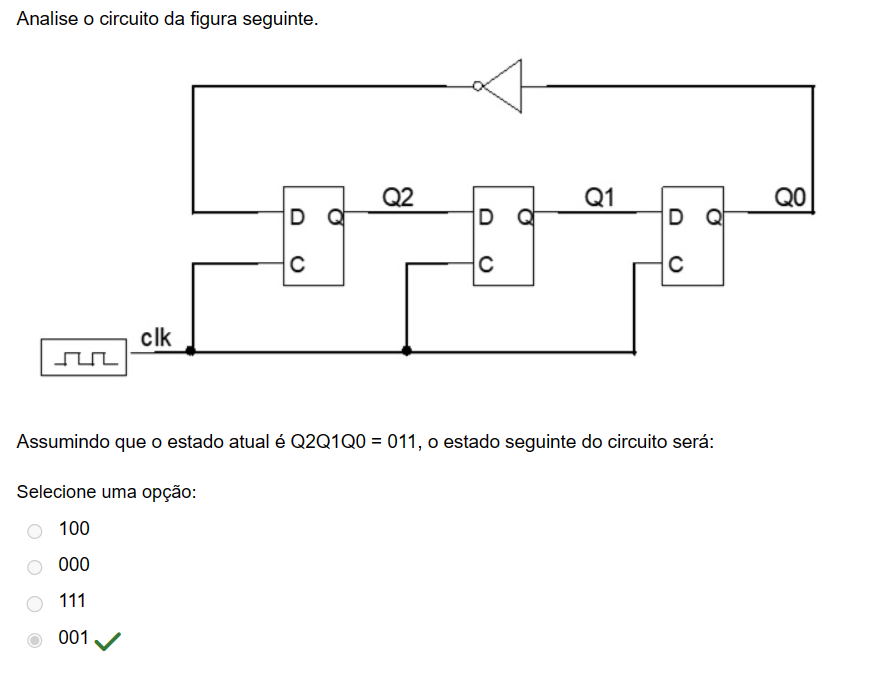 Analise o circuito da figura seguinte.
Q2 Q1 Q0
D Q D Q D Q
C C C
clk
Assumindo que o estado atual é Q2Q1Q0 = 011, o estado seguinte do circuito será:
Selecione uma opção:
100
000
111
001